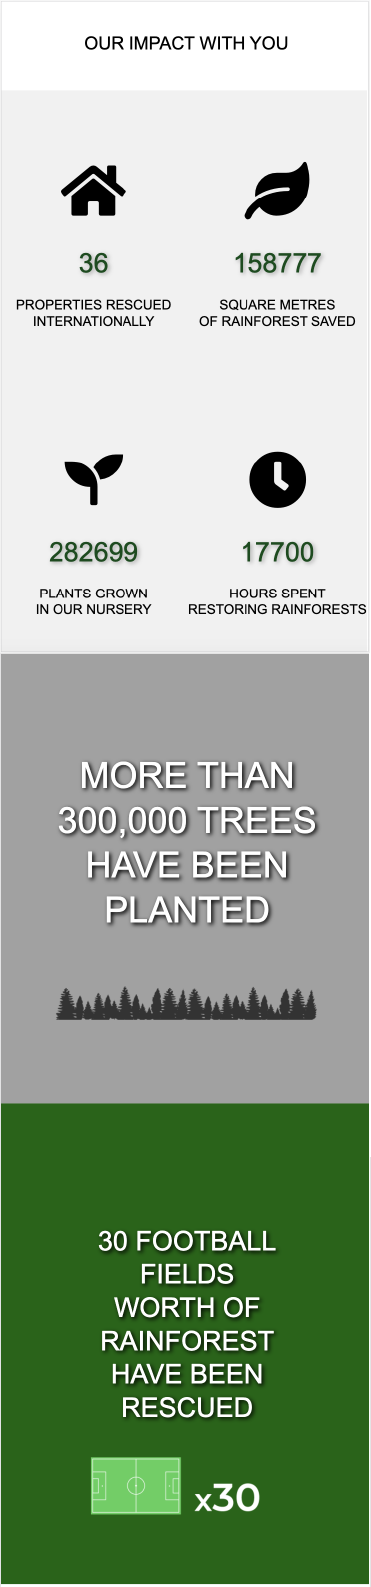 OUR IMPACT WITH YOU
36
PROPERTIES RESCUED
INTERNATIONALLY
158777
SQUARE METRES
OF RAINFOREST SAVED
282699
PLANTS GROWN
IN OUR NURSERY
17700
HOURS SPENT
RESTORING RAINFORESTS
MORE THAN
300,000 TREES
HAVE BEEN
PLANTED
30 FOOTBALL
FIELDS
WORTH OF
RAINFOREST
HAVE BEEN
RESCUED
x30